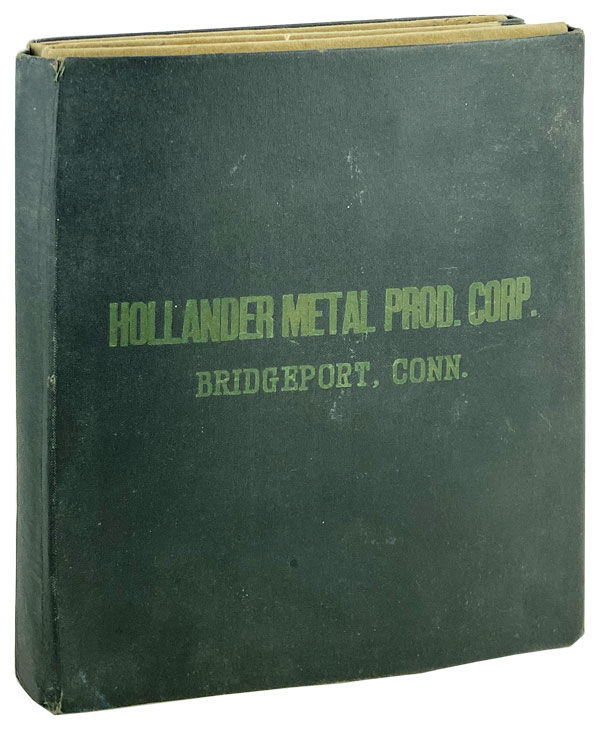 HOLLANDER METAL PROD. CORP.
BRIDGEPORT, CONN.